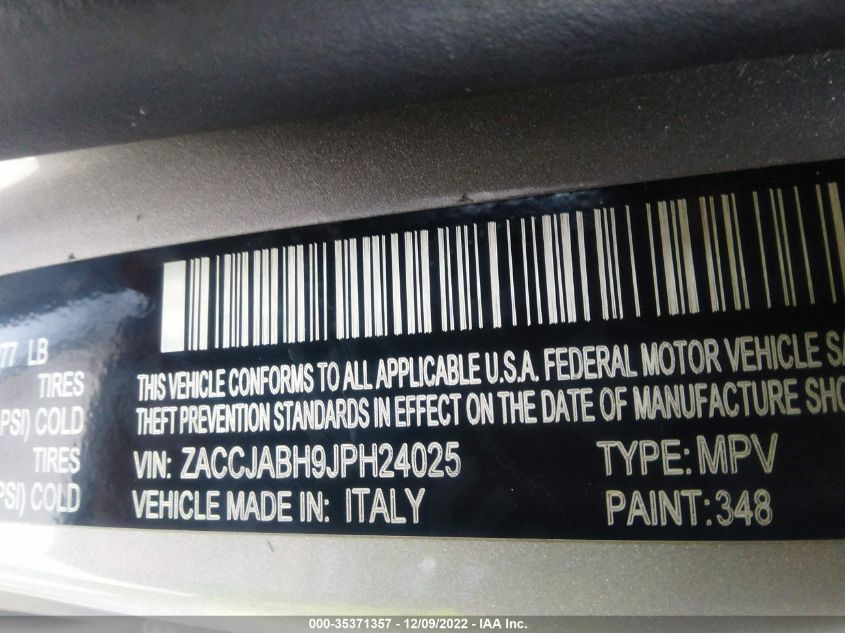 77 LB
TIRES
PSI) COLD
TIRES
PSI) COLD
THIS VEHICLE CONFORMS TO ALL APPLICABLE U.S.A. FEDERAL MOTOR VEHICLE SA
THEFT PREVENTION STANDARDS IN EFFECT ON THE DATE OF MANUFACTURE SHO
VIN: ZACCJABH9JPH24025 TYPE: MPV
VEHICLE MADE IN: ITALY PAINT: 348
000-35371357 - 12/09/2022 - IAA Inc.